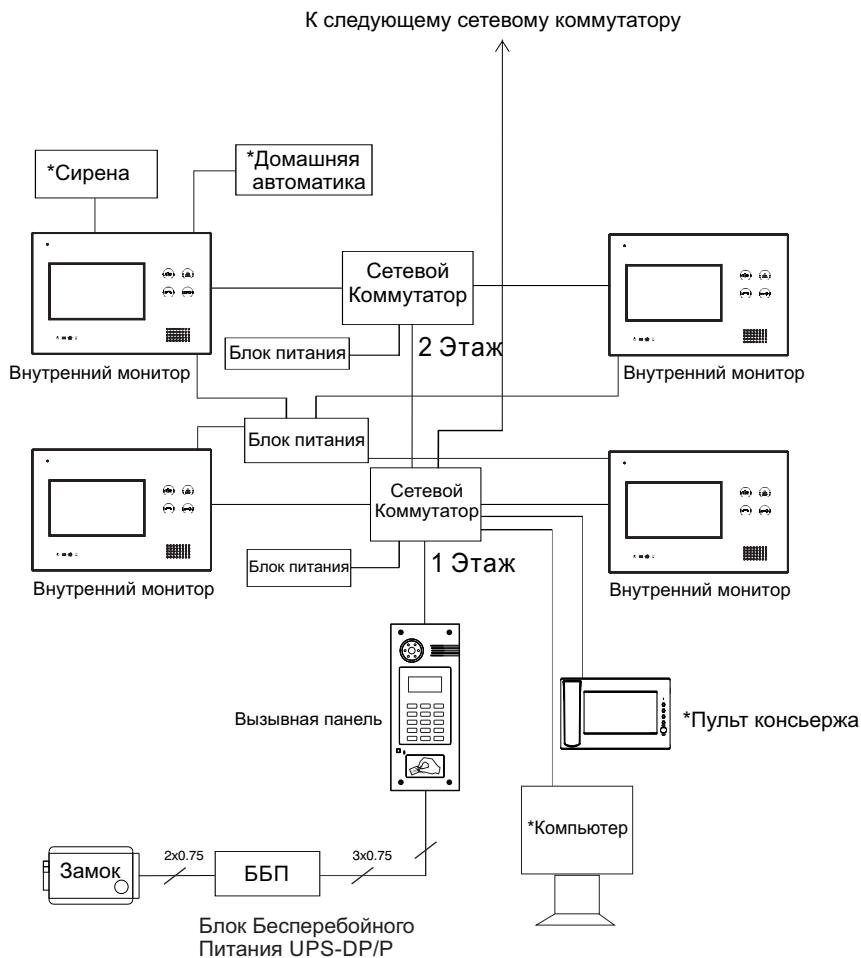 К следующему сетевому коммутатору
*Сирена
*Домашняя
автоматика
Сетевой
Коммутатор
Блок питания
2 Этаж
Внутренний монитор
Внутренний монитор
Блок питания
Сетевой
Коммутатор
Блок питания
1 Этаж
Внутренний монитор
Внутренний монитор
Вызывная панель
*Пульт консьержа
*Компьютер
Замок
2x0.75
ББП
3x0.75
Блок Бесперебойного
Питания UPS-DP/P